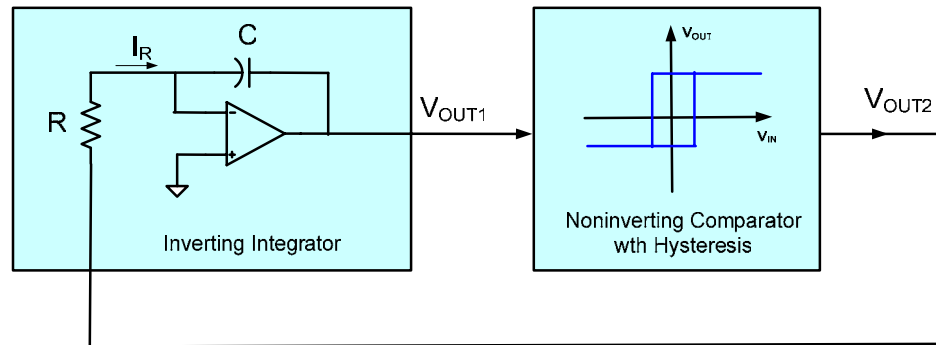 I_R
C
R
-
+
V_OUT1
Inverting Integrator
V_OUT
V_IN
Noninverting Comparator
wth Hysteresis
V_OUT2